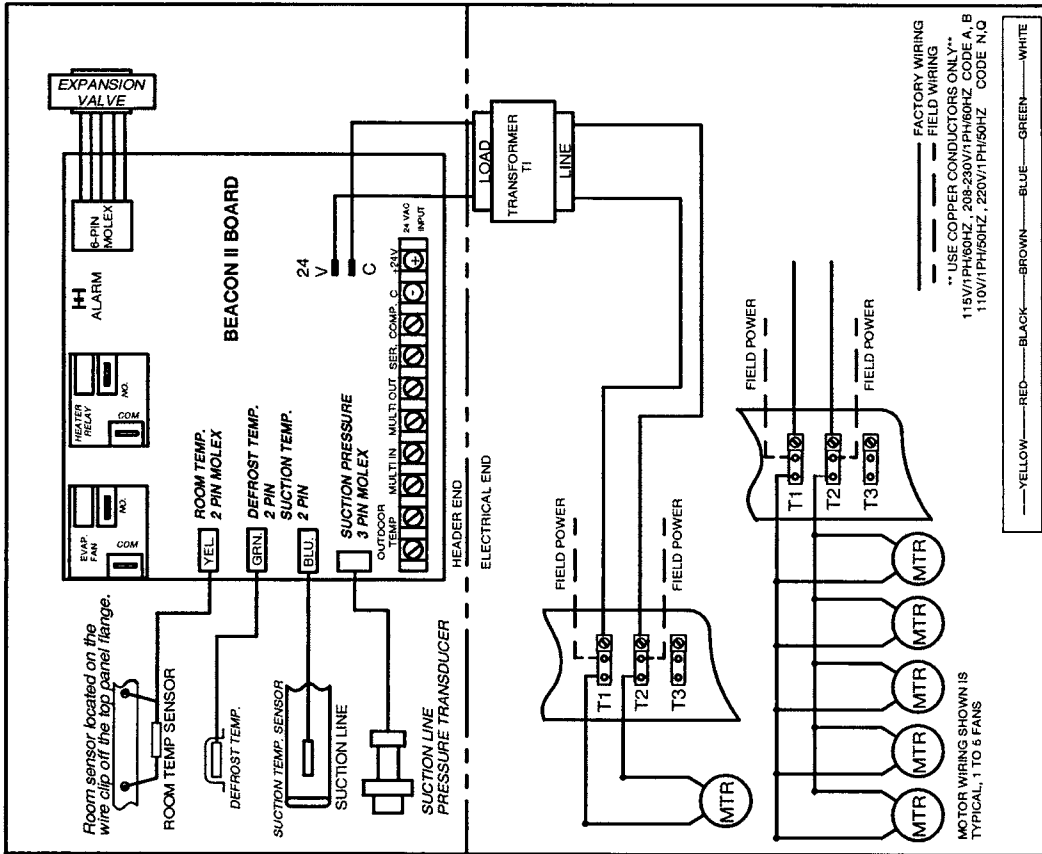 EXPANSION
VALVE
6-PIN
MOLEX
ALARM
HEATER
RELAY
NO.
COM
EVAP.
FAN
NO.
COM
BEACON II BOARD
24
V
C
ROOM TEMP.
2 PIN MOLEX
YEL.
DEFROST TEMP.
2 PIN
GRN.
SUCTION TEMP.
2 PIN
BLU.
SUCTION PRESSURE
3 PIN MOLEX
OUTDOOR
TEMP
MULTI IN
MULTI OUT
SER.
COMP.
C
+24V
24 VAC
INPUT
Room sensor located on the
wire clip off the top panel flange.
ROOM TEMP SENSOR
DEFROST TEMP.
SUCTION TEMP. SENSOR
SUCTION LINE
SUCTION LINE
PRESSURE TRANSDUCER
HEADER END
ELECTRICAL END
LOAD
TRANSFORMER
TI
LINE
FIELD POWER
FIELD POWER
T1
T2
T3
MTR
FIELD POWER
FIELD POWER
T1
T2
T3
MTR
MTR
MTR
MTR
MTR
MOTOR WIRING SHOWN IS
TYPICAL, 1 TO 6 FANS
FACTORY WIRING
FIELD WIRING
** USE COPPER CONDUCTORS ONLY**
115V/1PH/60HZ , 208-230V/1PH/60HZ CODE A, B
110V/1PH/50HZ , 220V/1PH/50HZ CODE N,Q
YELLOW RED BLACK BROWN BLUE GREEN WHITE